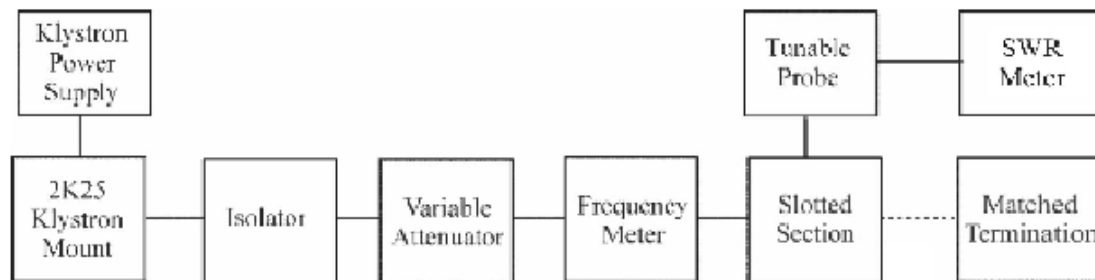 Klystron
Power
Supply
Tunable
Probe
SWR
Meter
2K25
Klystron
Mount
Isolator
Variable
Attenuator
Frequency
Meter
Slotted
Section
Matched
Termination